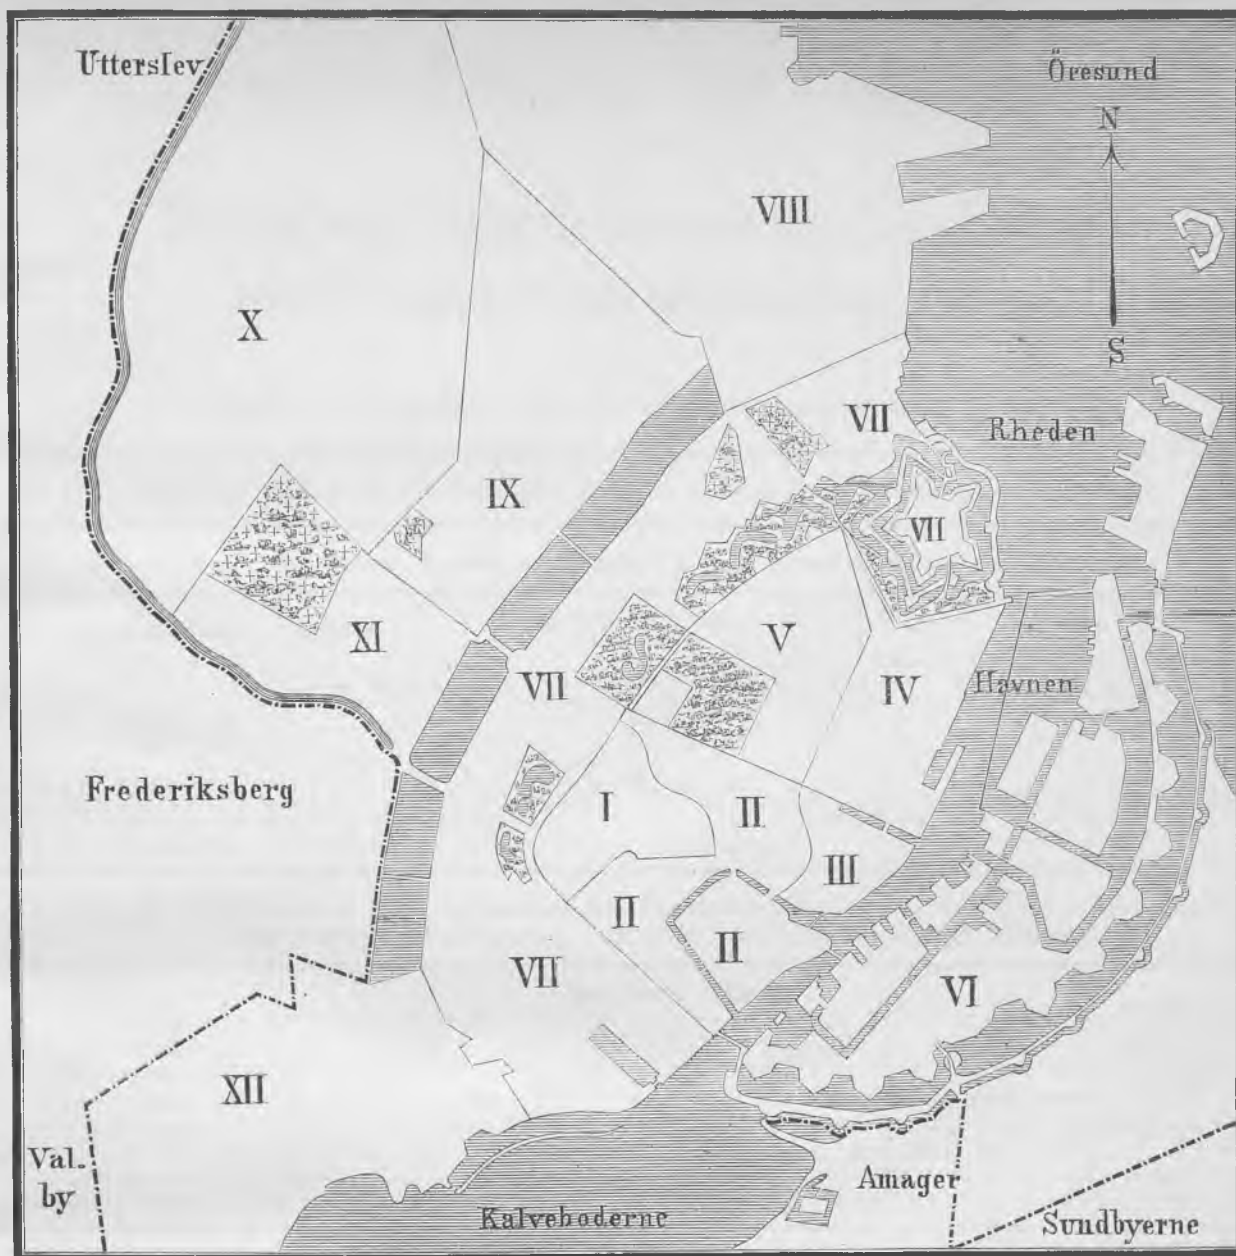 Utterslev
Öresund
N
VIII
X
S
VII
Rheden
IX
VII
V
XI
VII
IV
Havnen
Frederiksberg
I
II
III
II
II
VII
VI
XII
Val-
by
Amager
Kalveboderne
Sundbyerne